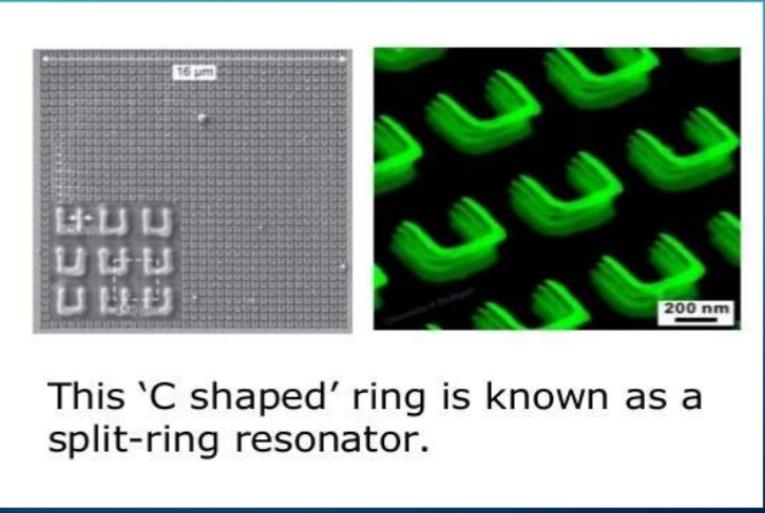 16 µm
200 nm
This ‘C shaped’ ring is known as a
split-ring resonator.